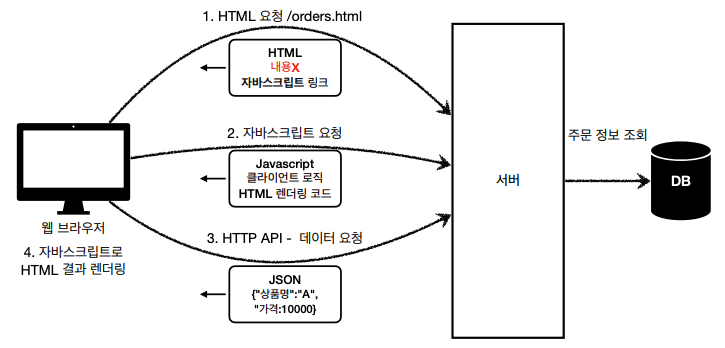 1. HTML 요청 /orders.html
HTML
내용X
자바스크립트 링크
2. 자바스크립트 요청
Javascript
클라이언트 로직
HTML 렌더링 코드
웹 브라우저
4. 자바스크립트로
HTML 결과 렌더링
3. HTTP API - 데이터 요청
JSON
{"상품명":"A",
"가격:10000}
서버
주문 정보 조회
DB